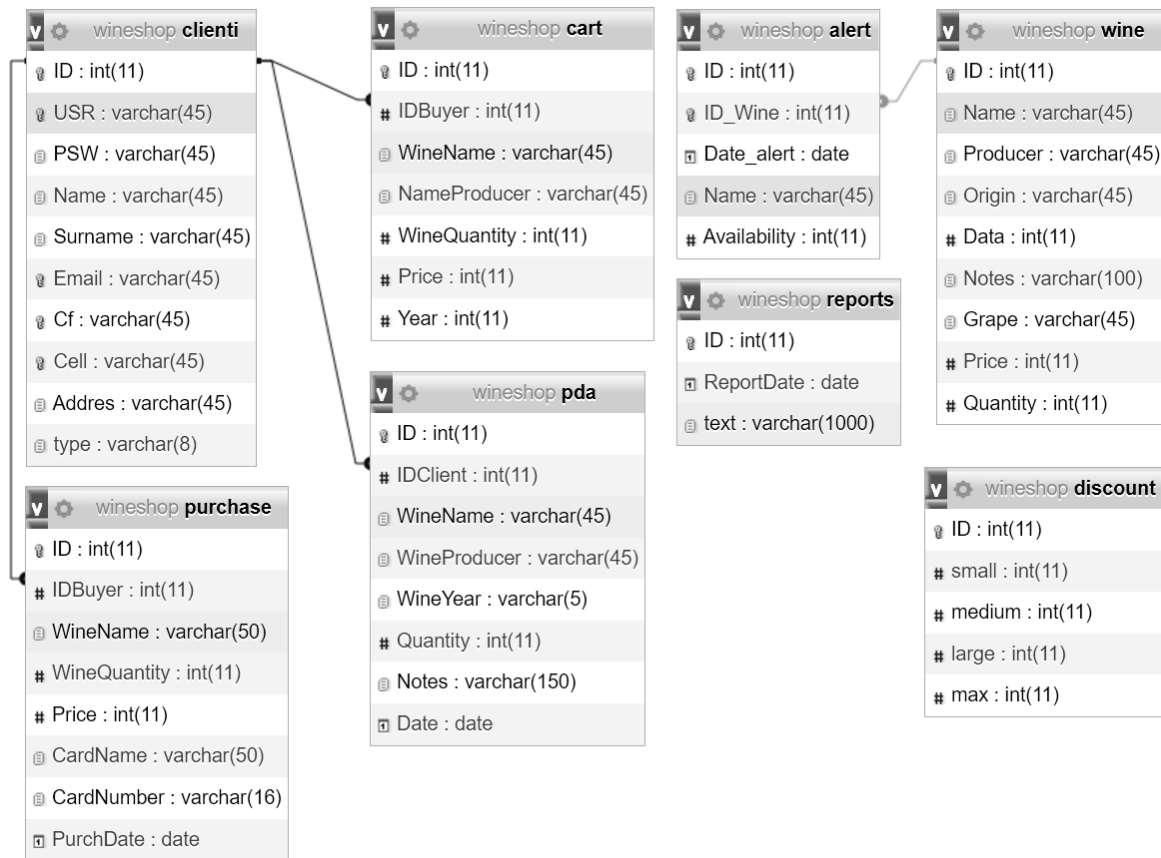 wineshop clienti
ID : int(11)
USR : varchar(45)
PSW : varchar(45)
Name : varchar(45)
Surname : varchar(45)
Email : varchar(45)
Cf : varchar(45)
Cell : varchar(45)
Addres : varchar(45)
type : varchar(8)
wineshop purchase
ID : int(11)
IDBuyer : int(11)
WineName : varchar(50)
WineQuantity : int(11)
Price : int(11)
CardName : varchar(50)
CardNumber : varchar(16)
PurchDate : date
wineshop cart
ID : int(11)
IDBuyer : int(11)
WineName : varchar(45)
NameProducer : varchar(45)
WineQuantity : int(11)
Price : int(11)
Year : int(11)
wineshop pda
ID : int(11)
IDClient : int(11)
WineName : varchar(45)
WineProducer : varchar(45)
WineYear : varchar(5)
Quantity : int(11)
Notes : varchar(150)
Date : date
wineshop alert
ID : int(11)
ID_Wine : int(11)
Date_alert : date
Name : varchar(45)
Availability : int(11)
wineshop reports
ID : int(11)
ReportDate : date
text : varchar(1000)
wineshop wine
ID : int(11)
Name : varchar(45)
Producer : varchar(45)
Origin : varchar(45)
Data : int(11)
Notes : varchar(100)
Grape : varchar(45)
Price : int(11)
Quantity : int(11)
wineshop discount
ID : int(11)
small : int(11)
medium : int(11)
large : int(11)
max : int(11)